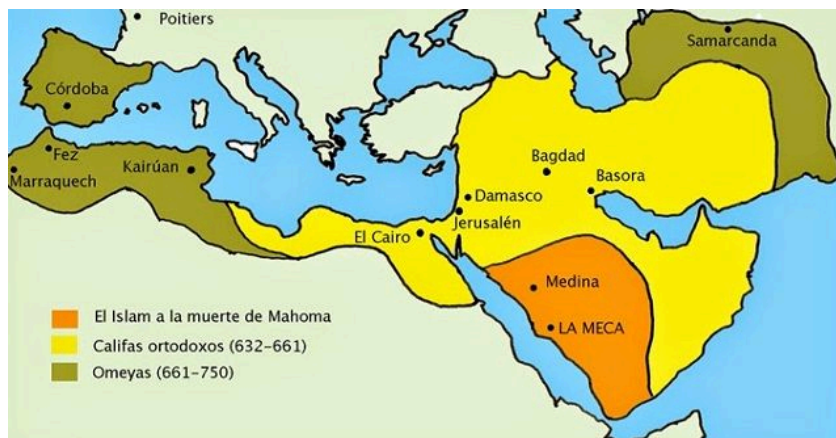 Poitiers
Samarcanda
Córdoba
Fez
Kairúan
Marraquech
Bagdad
Basora
Damasco
Jerusalén
El Cairo
Medina
LA MECA
El Islam a la muerte de Mahoma
Califas ortodoxos (632-661)
Omeyas (661-750)